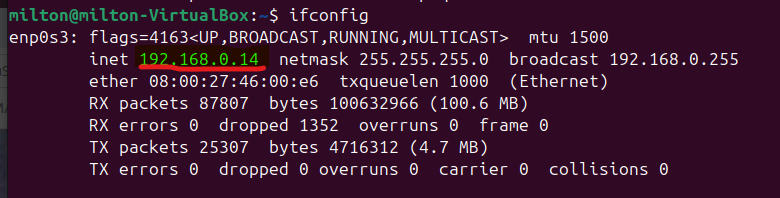 milton@milton-VirtualBox:~$ ifconfig
enp0s3: flags=4163<UP,BROADCAST,RUNNING,MULTICAST>  mtu 1500
        inet 192.168.0.14  netmask 255.255.255.0  broadcast 192.168.0.255
        ether 08:00:27:46:00:e6  txqueuelen 1000  (Ethernet)
        RX packets 87807  bytes 100632966 (100.6 MB)
        RX errors 0  dropped 1352  overruns 0  frame 0
        TX packets 25307  bytes 4716312 (4.7 MB)
        TX errors 0  dropped 0 overruns 0  carrier 0  collisions 0